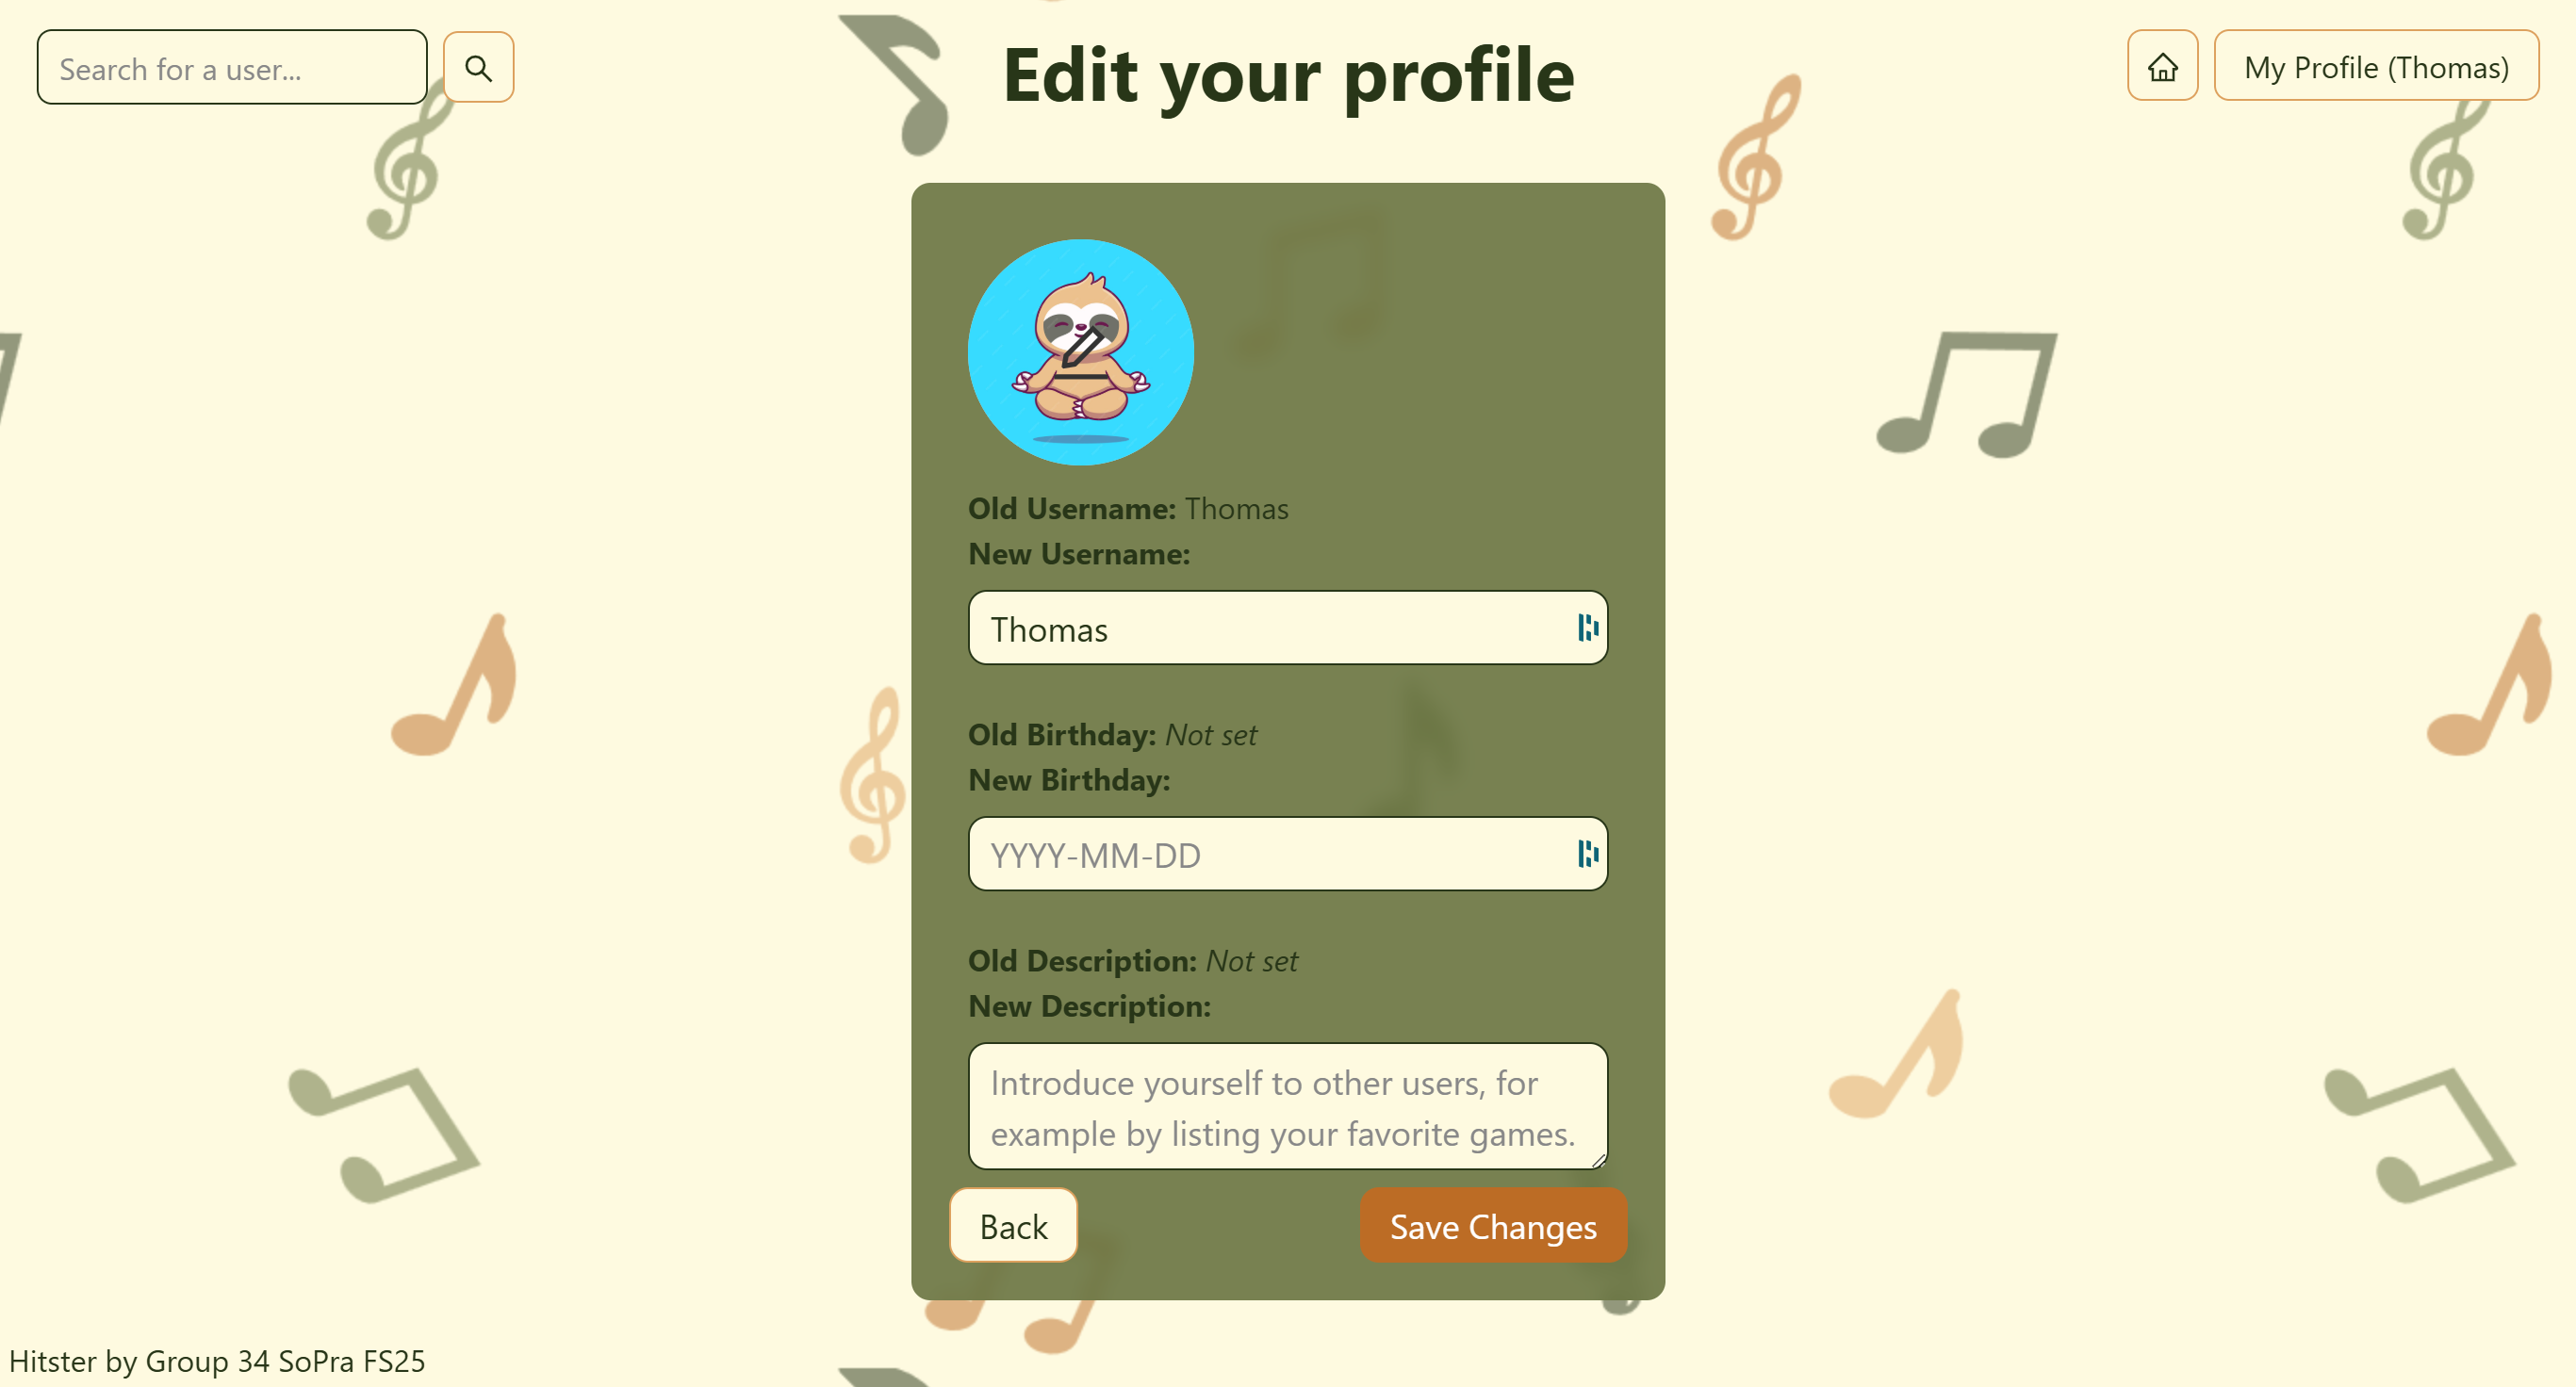 Search for a user...
Edit your profile
My Profile (Thomas)
Old Username: Thomas
New Username:
Thomas
Old Birthday: Not set
New Birthday:
YYYY-MM-DD
Old Description: Not set
New Description:
Introduce yourself to other users, for
example by listing your favorite games.
Back
Save Changes
Hitster by Group 34 SoPra FS25